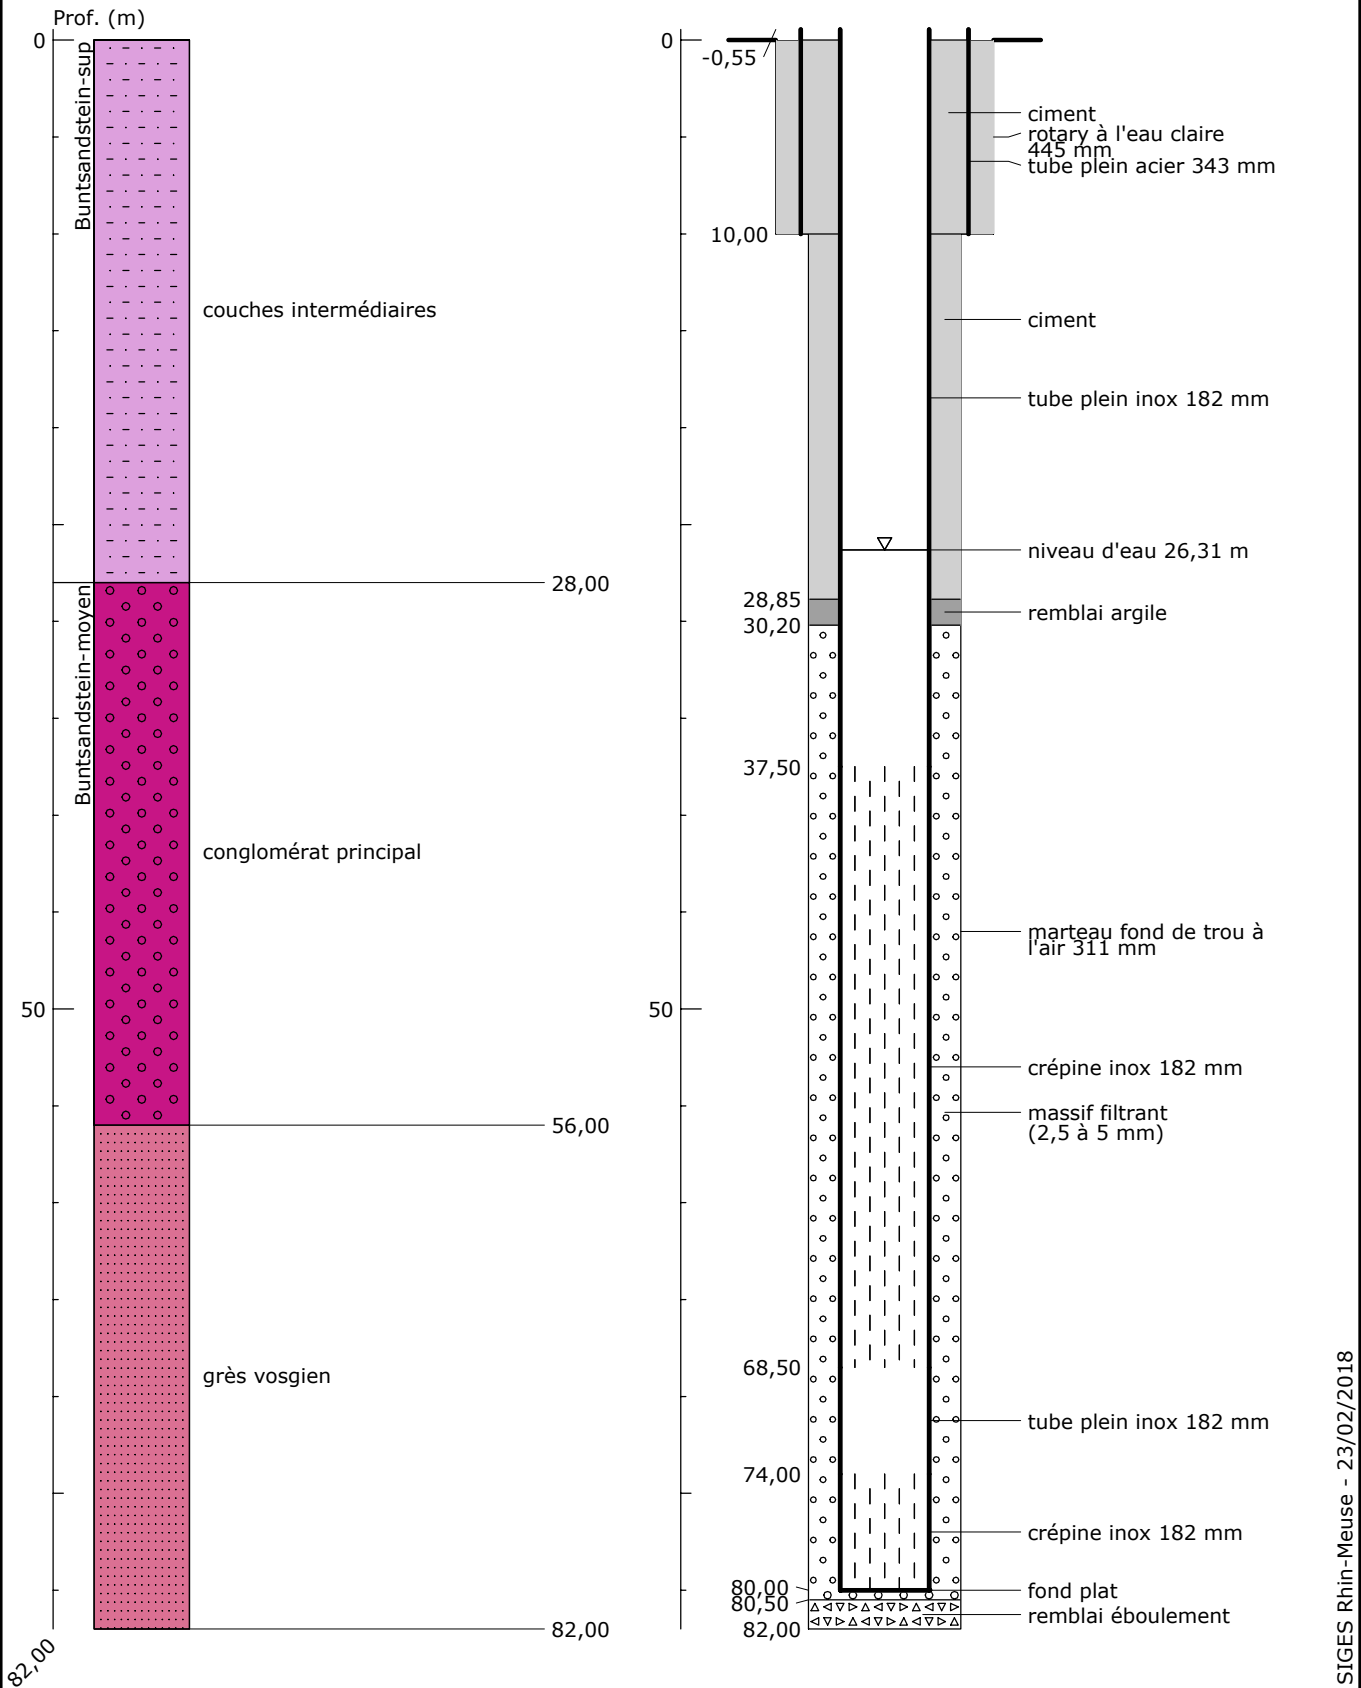 Prof. (m)
0
Buntsandstein-sup
couches intermédiaires
28,00
Buntsandstein-moyen
conglomérat principal
50
56,00
grès vosgien
82,00
82,00
0
-0,55
ciment
rotary à l'eau claire
445 mm
tube plein acier 343 mm
10,00
ciment
tube plein inox 182 mm
niveau d'eau 26,31 m
28,85
remblai argile
30,20
37,50
marteau fond de trou à
l'air 311 mm
50
crépine inox 182 mm
massif filtrant
(2,5 à 5 mm)
68,50
tube plein inox 182 mm
74,00
crépine inox 182 mm
80,00
fond plat
80,50
remblai éboulement
82,00
SIGES Rhin-Meuse - 23/02/2018